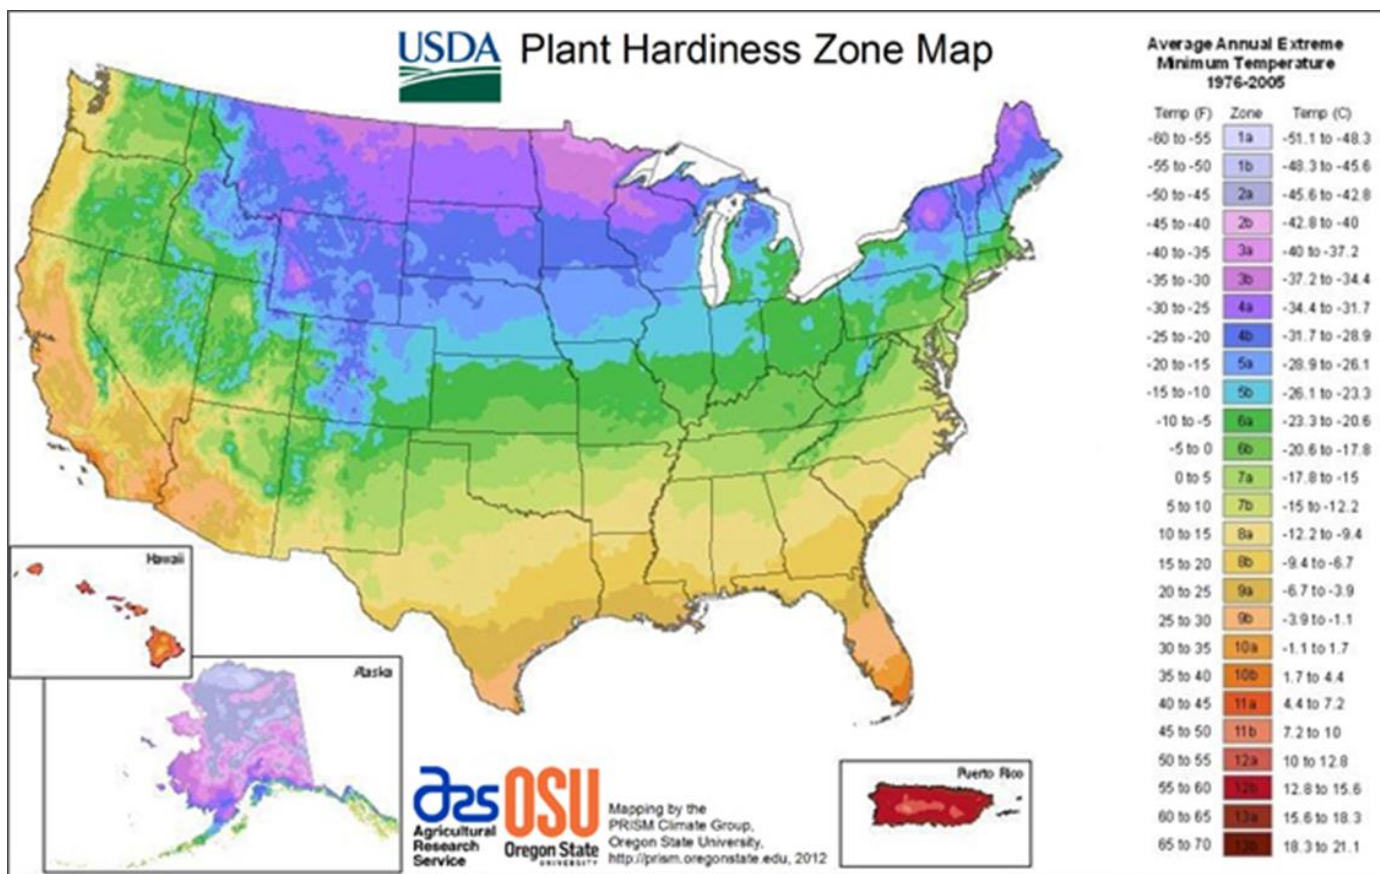 USDA Plant Hardiness Zone Map
Average Annual Extreme
Minimum Temperature
1976-2005
Temp (F) Zone Temp (C)
-60 to -55 1a -51.1 to -48.3
-55 to -50 1b -48.3 to -45.6
-50 to -45 2a -45.6 to -42.8
-45 to -40 2b -42.8 to -40
-40 to -35 3a -40 to -37.2
-35 to -30 3b -37.2 to -34.4
-30 to -25 4a -34.4 to -31.7
-25 to -20 4b -31.7 to -28.9
-20 to -15 5a -28.9 to -26.1
-15 to -10 5b -26.1 to -23.3
-10 to -5 6a -23.3 to -20.6
-5 to 0 6b -20.6 to -17.8
0 to 5 7a -17.8 to -15
5 to 10 7b -15 to -12.2
10 to 15 8a -12.2 to -9.4
15 to 20 8b -9.4 to -6.7
20 to 25 9a -6.7 to -3.9
25 to 30 9b -3.9 to -1.1
30 to 35 10a -1.1 to 1.7
35 to 40 10b 1.7 to 4.4
40 to 45 11a 4.4 to 7.2
45 to 50 11b 7.2 to 10
50 to 55 12a 10 to 12.8
55 to 60 12b 12.8 to 15.6
60 to 65 13a 15.6 to 18.3
65 to 70 13b 18.3 to 21.1
Hawaii
Alaska
Puerto Rico
ars
Agricultural
Research
Service
OSU
Oregon State
UNIVERSITY
Mapping by the
PRISM Climate Group,
Oregon State University,
http://prism.oregonstate.edu, 2012